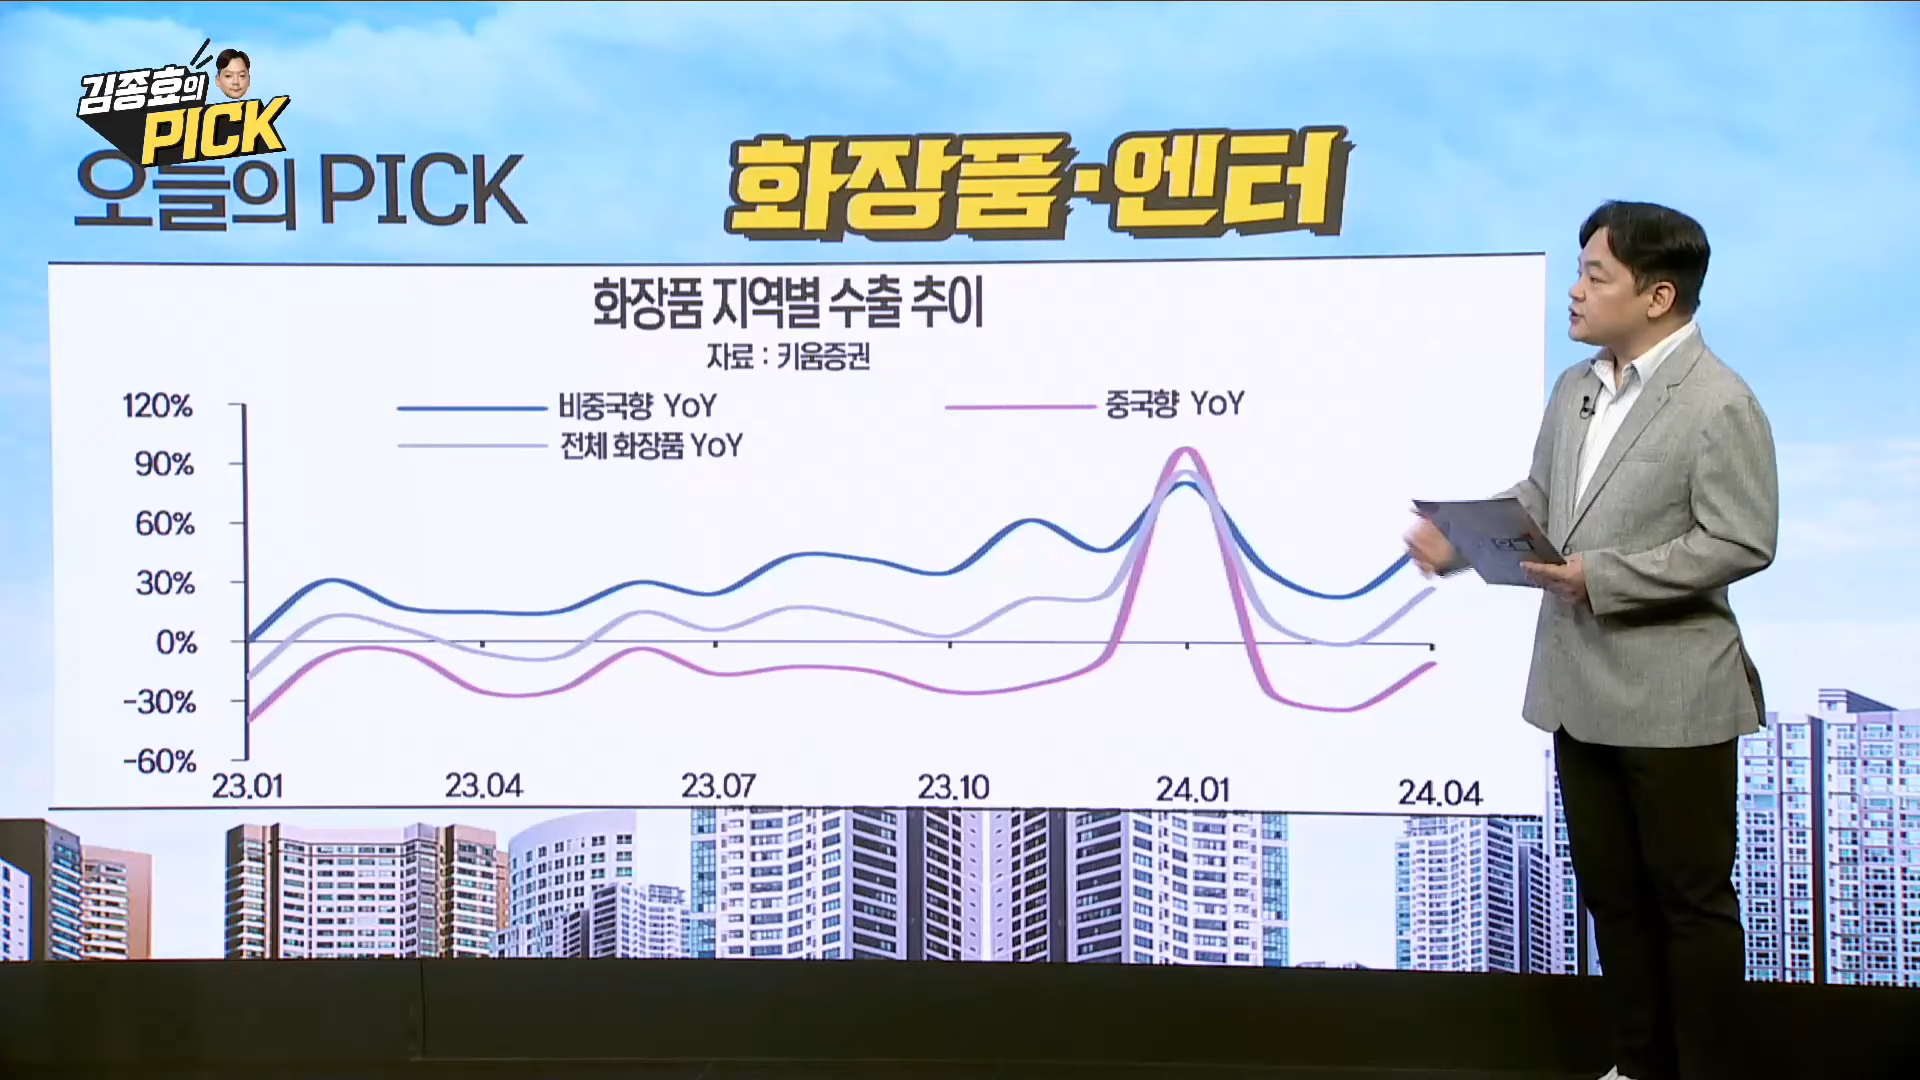 김종효의
PICK
오늘의 PICK
화장품·엔터
화장품 지역별 수출 추이
자료 : 키움증권
비중국향 YoY
중국향 YoY
전체 화장품 YoY
120%
90%
60%
30%
0%
-30%
-60%
23.01 23.04 23.07 23.10 24.01 24.04